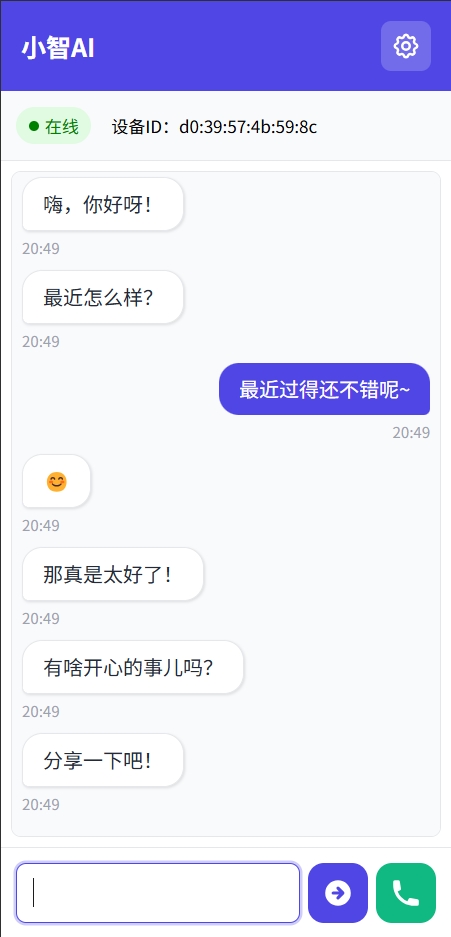 小智AI
在线 设备ID：d0:39:57:4b:59:8c
嗨，你好呀！
20:49
最近怎么样？
20:49
最近过得还不错呢~
20:49
😊
20:49
那真是太好了！
20:49
有啥开心的事儿吗？
20:49
分享一下吧！
20:49